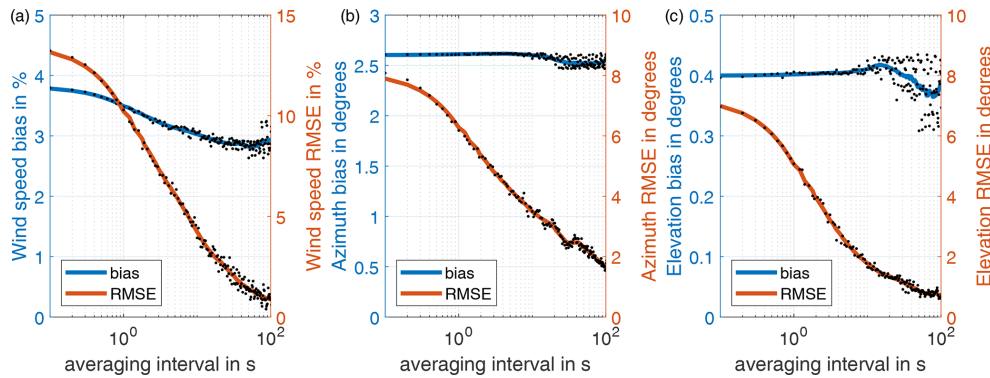 (a)
5
4
3
2
1
0
Wind speed bias in %
15
10
5
0
Wind speed RMSE in %
bias
RMSE
10^0
10^2
averaging interval in s
(b)
3
2.5
2
1.5
1
0.5
0
Azimuth bias in degrees
10
8
6
4
2
0
Azimuth RMSE in degrees
bias
RMSE
10^0
10^2
averaging interval in s
(c)
0.5
0.4
0.3
0.2
0.1
0
Elevation bias in degrees
10
8
6
4
2
0
Elevation RMSE in degrees
bias
RMSE
10^0
10^2
averaging interval in s